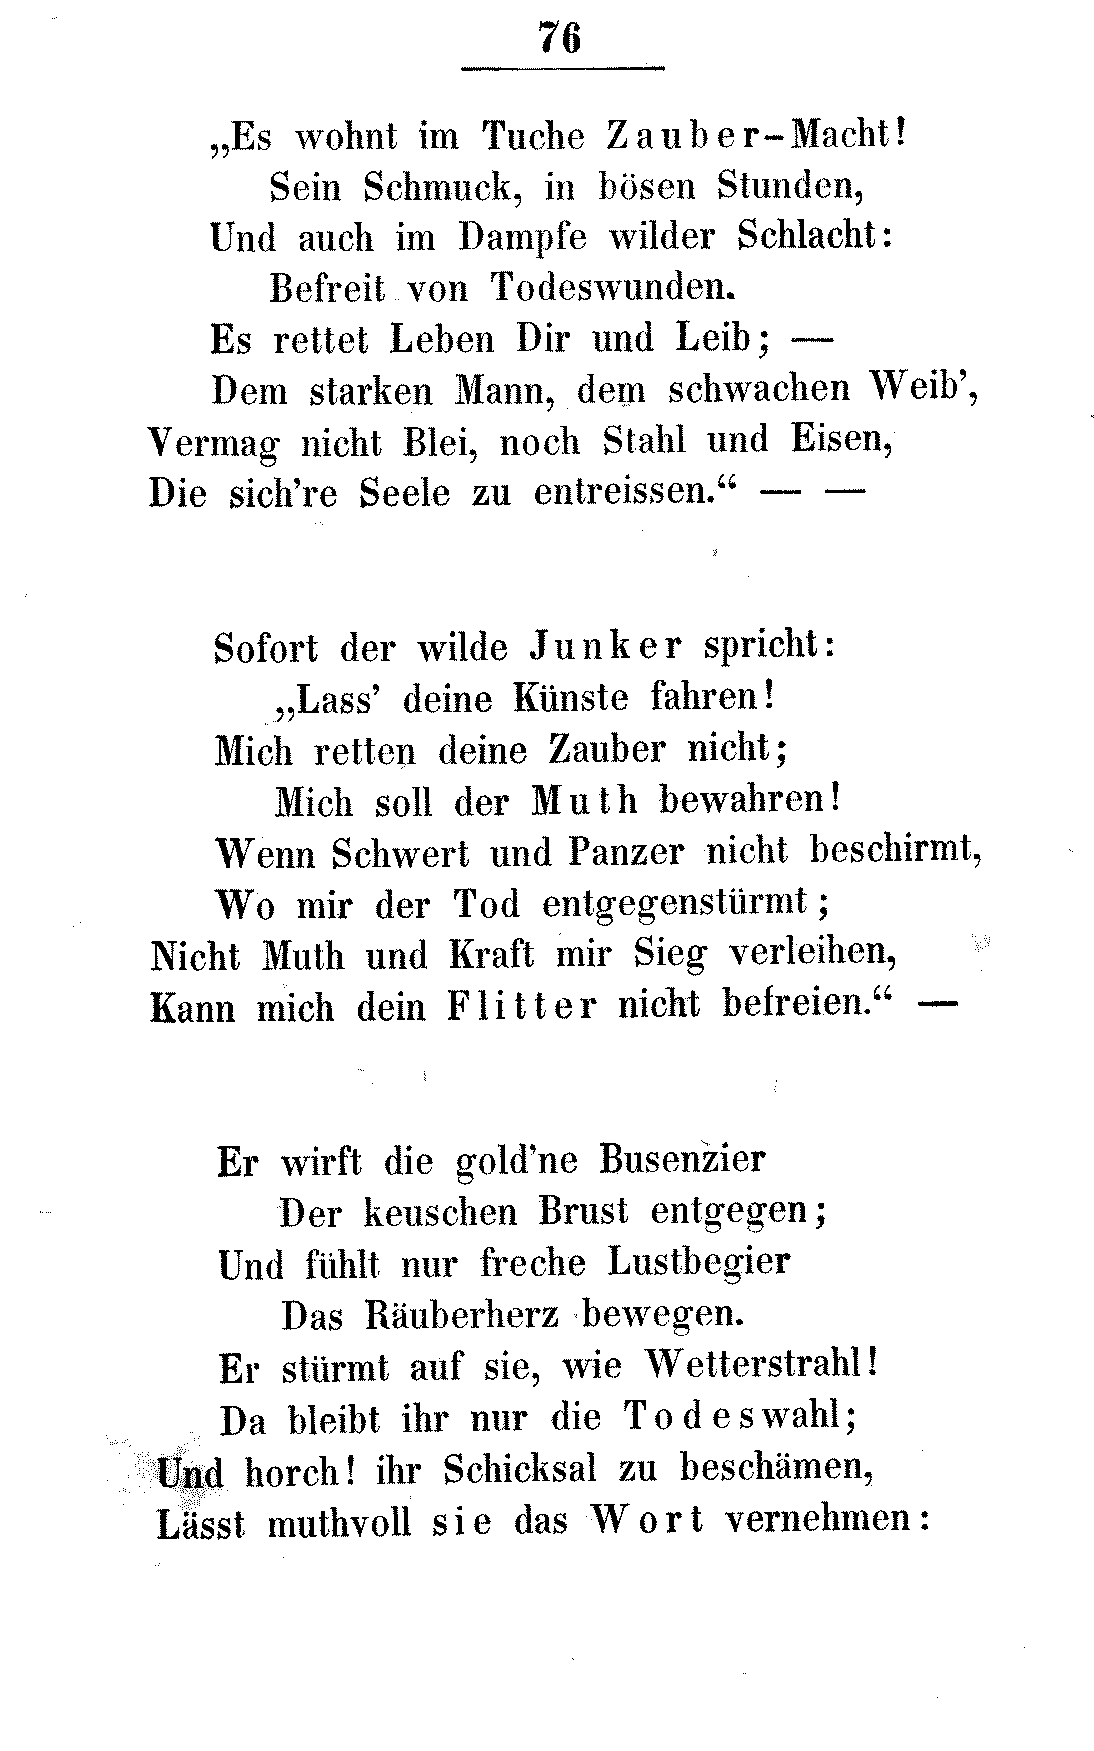 76
„Es wohnt im Tuche Zauber-Macht!
Sein Schmuck, in bösen Stunden,
Und auch im Dampfe wilder Schlacht:
Befreit von Todeswunden.
Es rettet Leben Dir und Leib; —
Dem starken Mann, dem schwachen Weib’,
Vermag nicht Blei, noch Stahl und Eisen,
Die sich’re Seele zu entreissen.“ — —
Sofort der wilde Junker spricht:
„Lass’ deine Künste fahren!
Mich retten deine Zauber nicht;
Mich soll der Muth bewahren!
Wenn Schwert und Panzer nicht beschirmt,
Wo mir der Tod entgegenstürmt;
Nicht Muth und Kraft mir Sieg verleihen,
Kann mich dein Flitter nicht befreien.“ —
Er wirft die gold’ne Busenzier
Der keuschen Brust entgegen;
Und fühlt nur freche Lustbegier
Das Räuberherz bewegen.
Er stürmt auf sie, wie Wetterstrahl!
Da bleibt ihr nur die Todeswahl;
Und horch! ihr Schicksal zu beschämen,
Lässt muthvoll sie das Wort vernehmen: